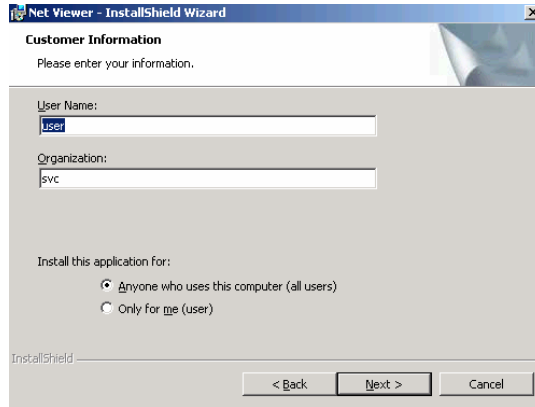 Net Viewer - InstallShield Wizard
Customer Information
Please enter your information.
User Name:
user
Organization:
svc
Install this application for:
Anyone who uses this computer (all users)
Only for me (user)
InstallShield
< Back
Next >
Cancel